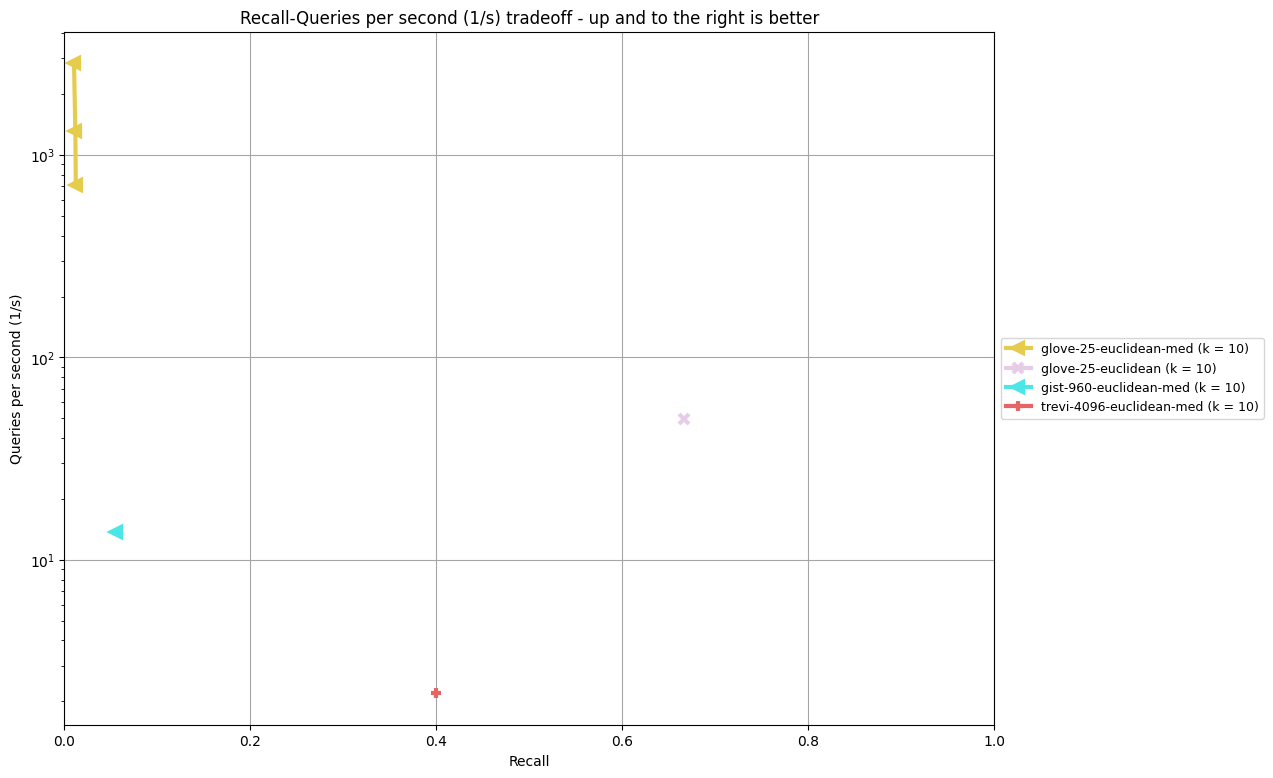 Recall-Queries per second (1/s) tradeoff - up and to the right is better
Queries per second (1/s)
10³
10²
10¹
0.0 0.2 0.4 0.6 0.8 1.0
Recall
glove-25-euclidean-med (k = 10)
glove-25-euclidean (k = 10)
gist-960-euclidean-med (k = 10)
trevi-4096-euclidean-med (k = 10)